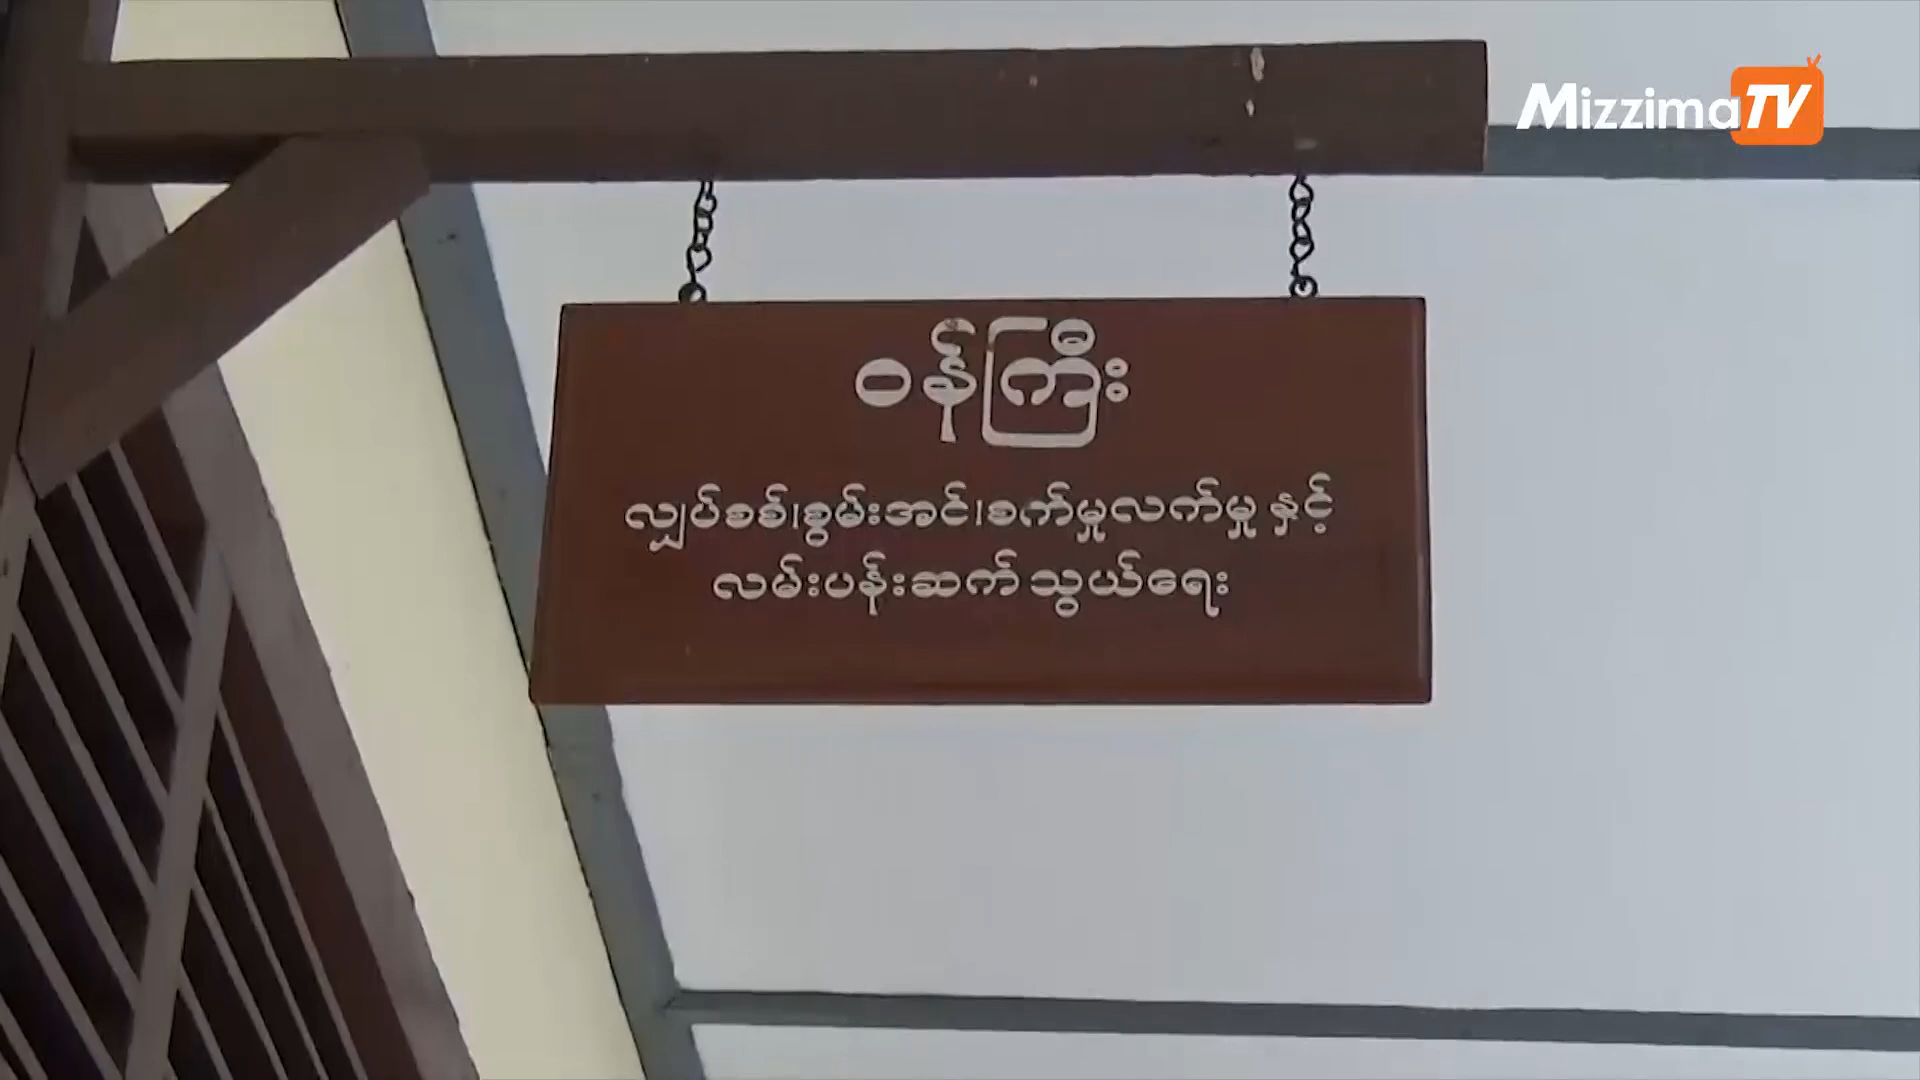 MizzimaTV
ဝန်ကြီး
လျှပ်စစ်၊စွမ်းအင်၊စက်မှုလက်မှု နှင့်
လမ်းပန်းဆက်သွယ်ရေး